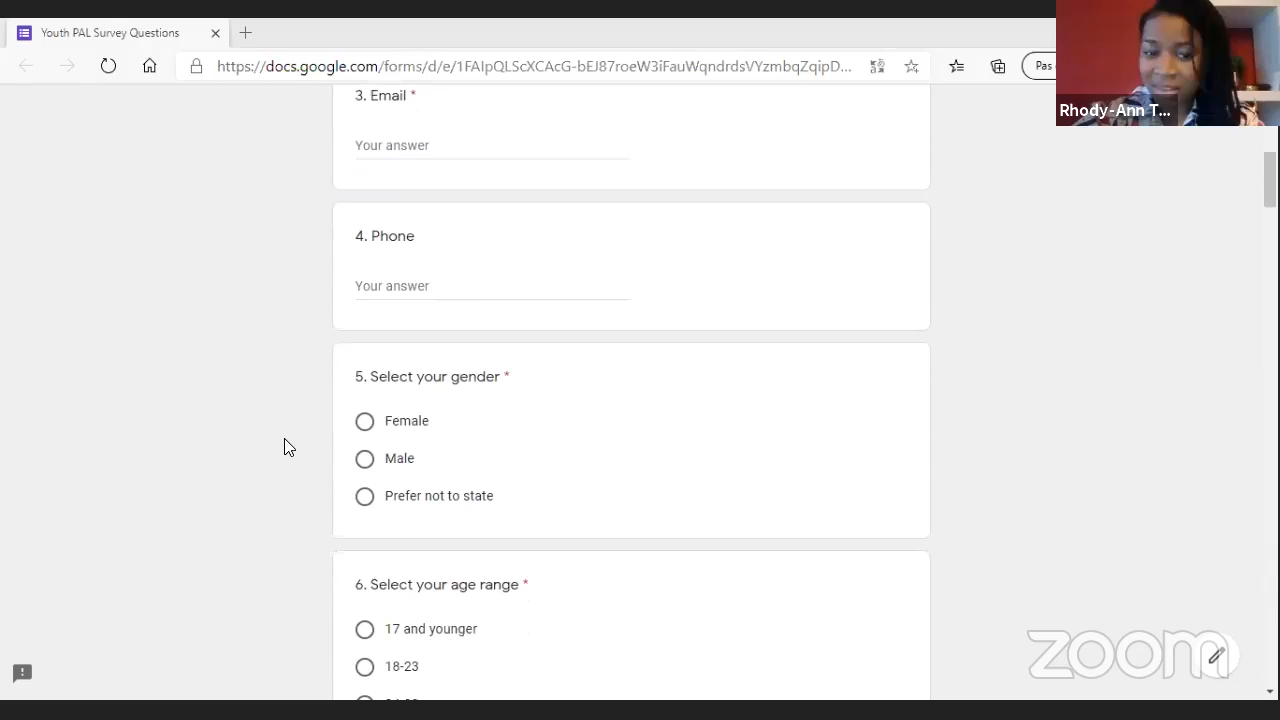 Youth PAL Survey Questions
https://docs.google.com/forms/d/e/1FAIpQLScXCAcG-bEJ87roeW3iFauWqndrdsVYzmbqZqipD...
Pas
Rhody-Ann T...
3. Email *
Your answer
4. Phone
Your answer
5. Select your gender *
Female
Male
Prefer not to state
6. Select your age range *
17 and younger
18-23
zoom